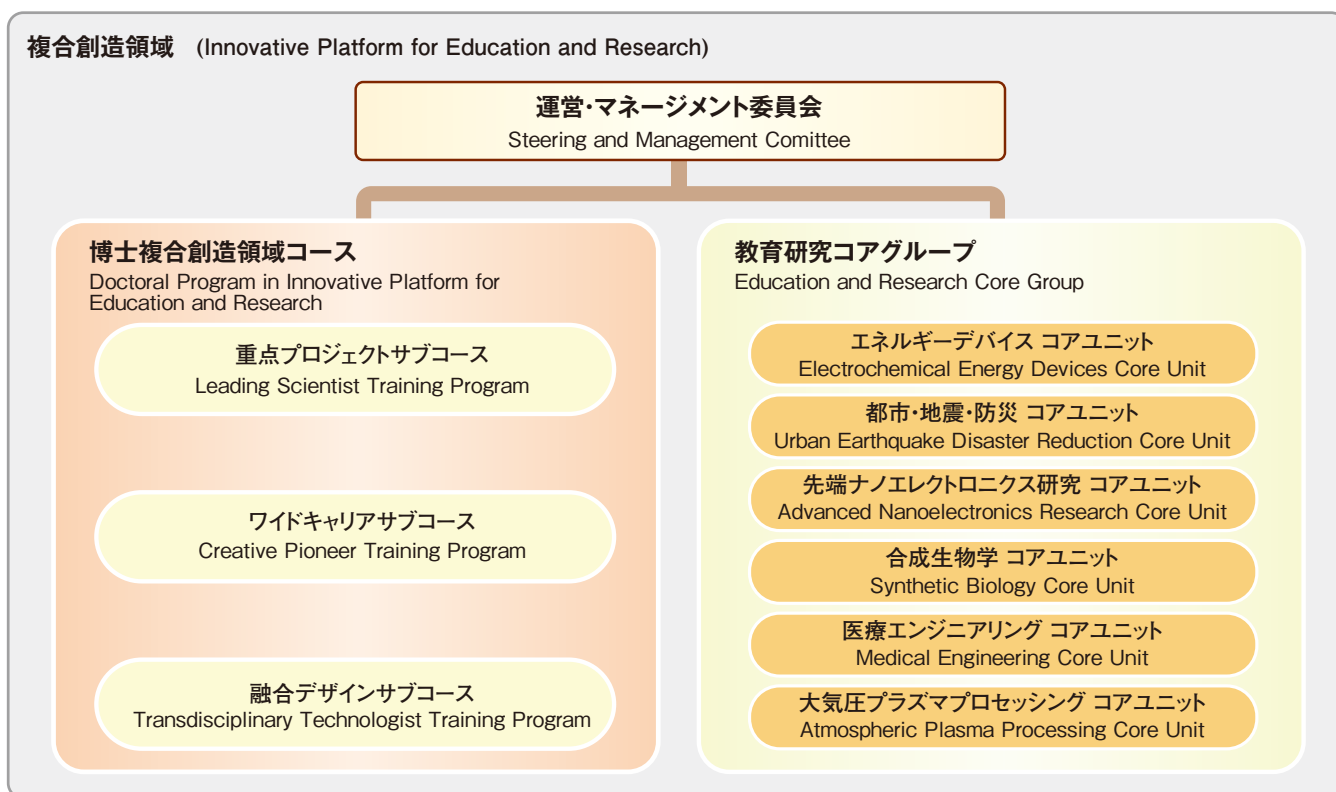 複合創造領域 (Innovative Platform for Education and Research)
運営・マネージメント委員会
Steering and Management Comittee
博士複合創造領域コース
Doctoral Program in Innovative Platform for
Education and Research
重点プロジェクトサブコース
Leading Scientist Training Program
ワイドキャリアサブコース
Creative Pioneer Training Program
融合デザインサブコース
Transdisciplinary Technologist Training Program
教育研究コアグループ
Education and Research Core Group
エネルギーデバイス コアユニット
Electrochemical Energy Devices Core Unit
都市・地震・防災 コアユニット
Urban Earthquake Disaster Reduction Core Unit
先端ナノエレクトロニクス研究 コアユニット
Advanced Nanoelectronics Research Core Unit
合成生物学 コアユニット
Synthetic Biology Core Unit
医療エンジニアリング コアユニット
Medical Engineering Core Unit
大気圧プラズマプロセッシング コアユニット
Atmospheric Plasma Processing Core Unit